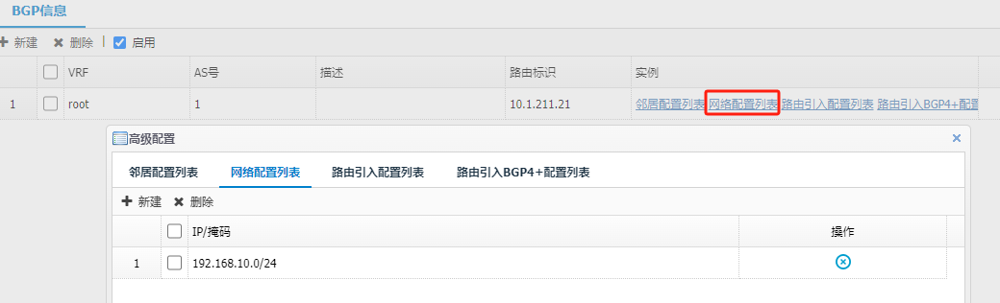 BGP信息
新建 删除 启用
VRF AS号 描述 路由标识 实例
1 root 1 10.1.211.21 邻居配置列表 网络配置列表 路由引入配置列表 路由引入BGP4+配置
高级配置
邻居配置列表 网络配置列表 路由引入配置列表 路由引入BGP4+配置列表
新建 删除
IP/掩码 操作
1 192.168.10.0/24